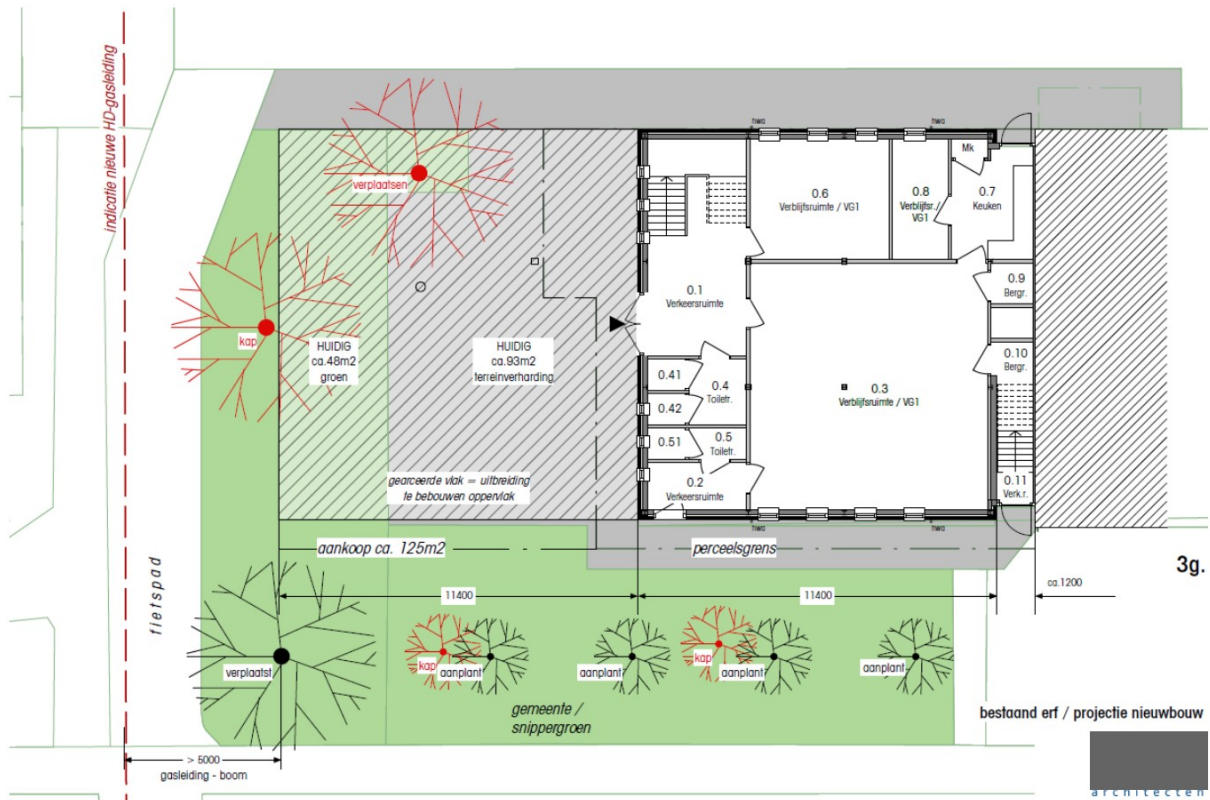 indicatie nieuwe HD-gasleiding
hwa
hwa
verplaatsen
Mk
0.6
Verblijfsruimte / VG1
0.8
Verblijfsr./
VG1
0.7
Keuken
0.1
Verkeersruimte
0.9
Bergr.
kap
HUIDIG
ca.48m2
groen
HUIDIG
ca.93m2
terreinverharding
0.10
Bergr.
0.41
0.4
Toiletr.
0.42
0.3
Verblijfsruimte / VG1
0.51
0.5
Toiletr.
gearceerde vlak = uitbreiding
te bebouwen oppervlak
0.2
Verkeersruimte
0.11
Verk.r.
hwa
hwa
aankoop ca. 125m2
perceelsgrens
3g.
fietspad
11400
11400
ca.1200
verplaatst
kap
aanplant
aanplant
kap
aanplant
aanplant
gemeente /
snippergroen
bestaand erf / projectie nieuwbouw
> 5000
gasleiding - boom
architecten